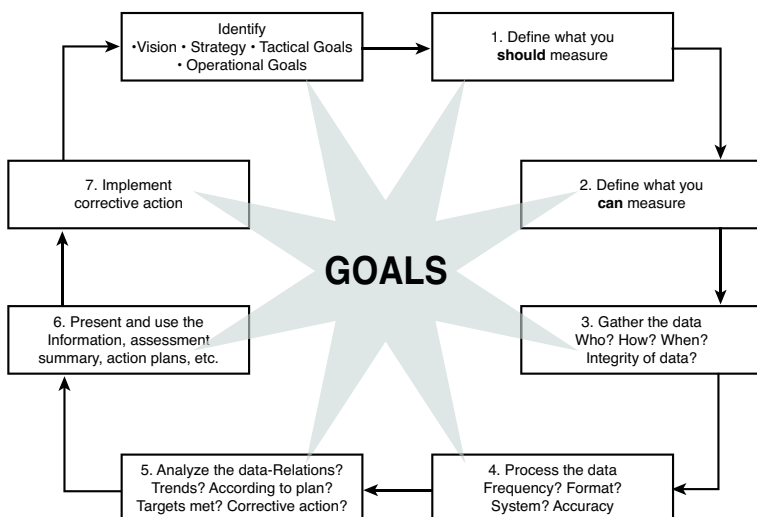 Identify
•Vision • Strategy • Tactical Goals
• Operational Goals
1. Define what you
should measure
2. Define what you
can measure
3. Gather the data
Who? How? When?
Integrity of data?
4. Process the data
Frequency? Format?
System? Accuracy
5. Analyze the data-Relations?
Trends? According to plan?
Targets met? Corrective action?
6. Present and use the
Information, assessment
summary, action plans, etc.
7. Implement
corrective action
GOALS